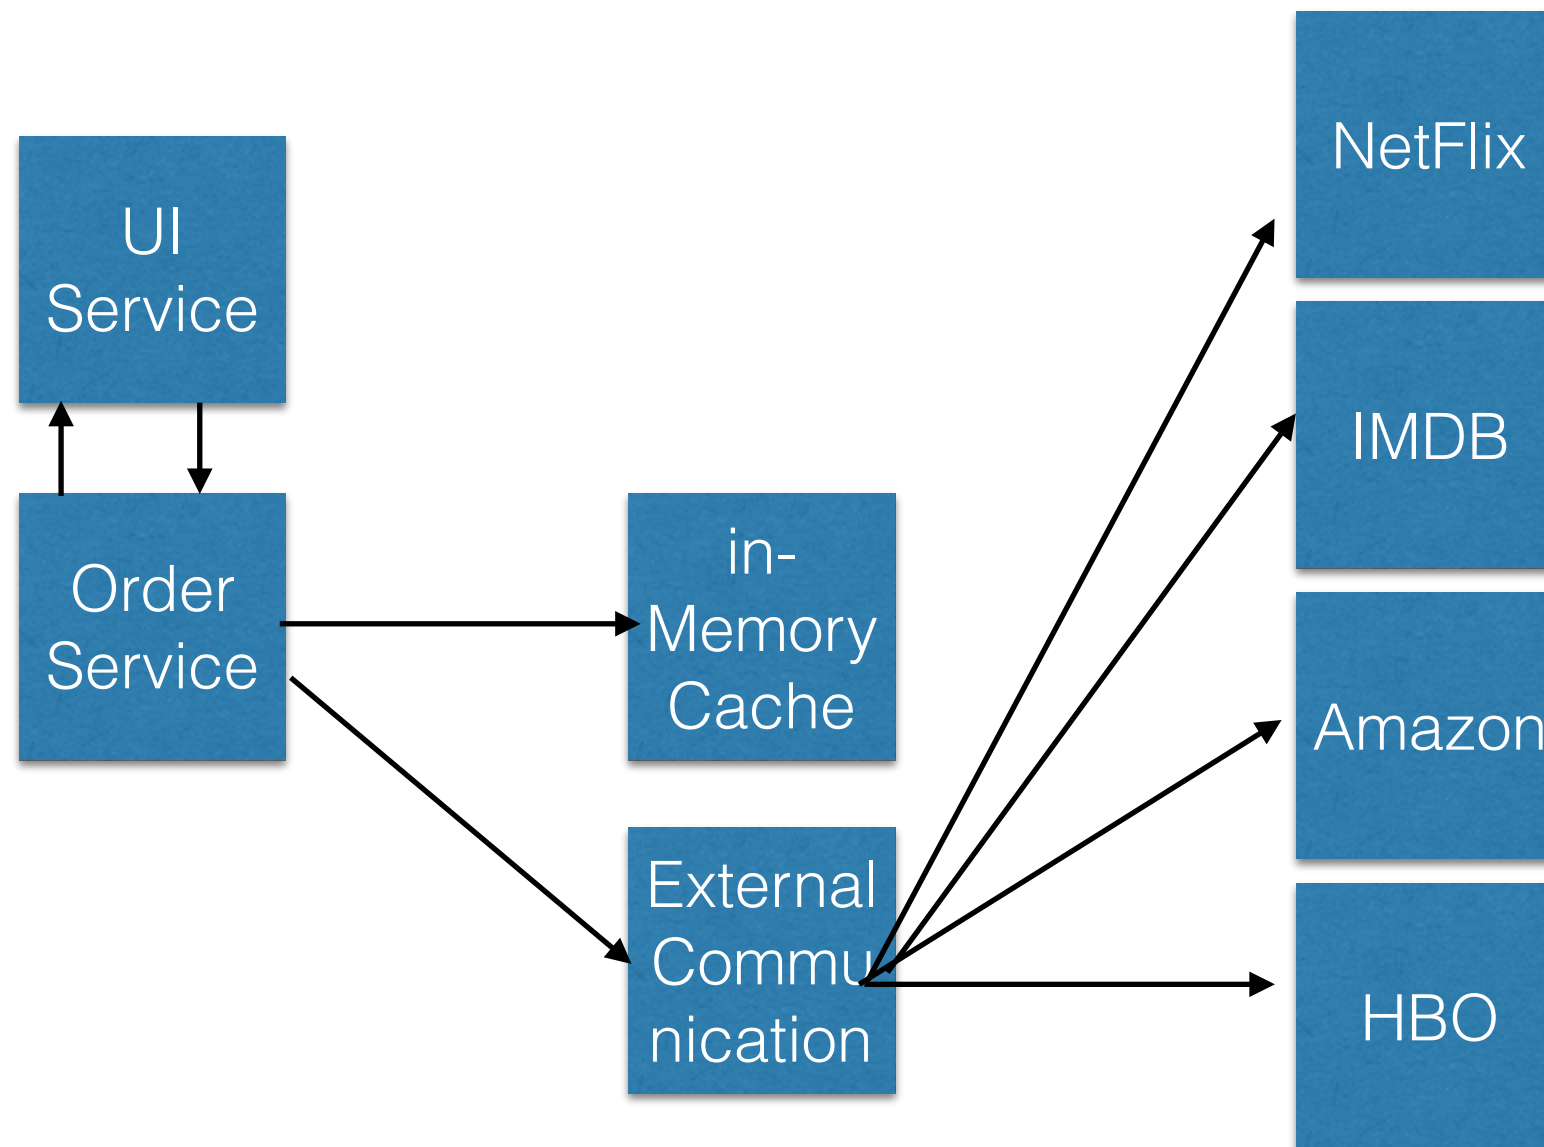 UI
Service
Order
Service
in-
Memory
Cache
External
Commu
nication
NetFlix
IMDB
Amazon
HBO